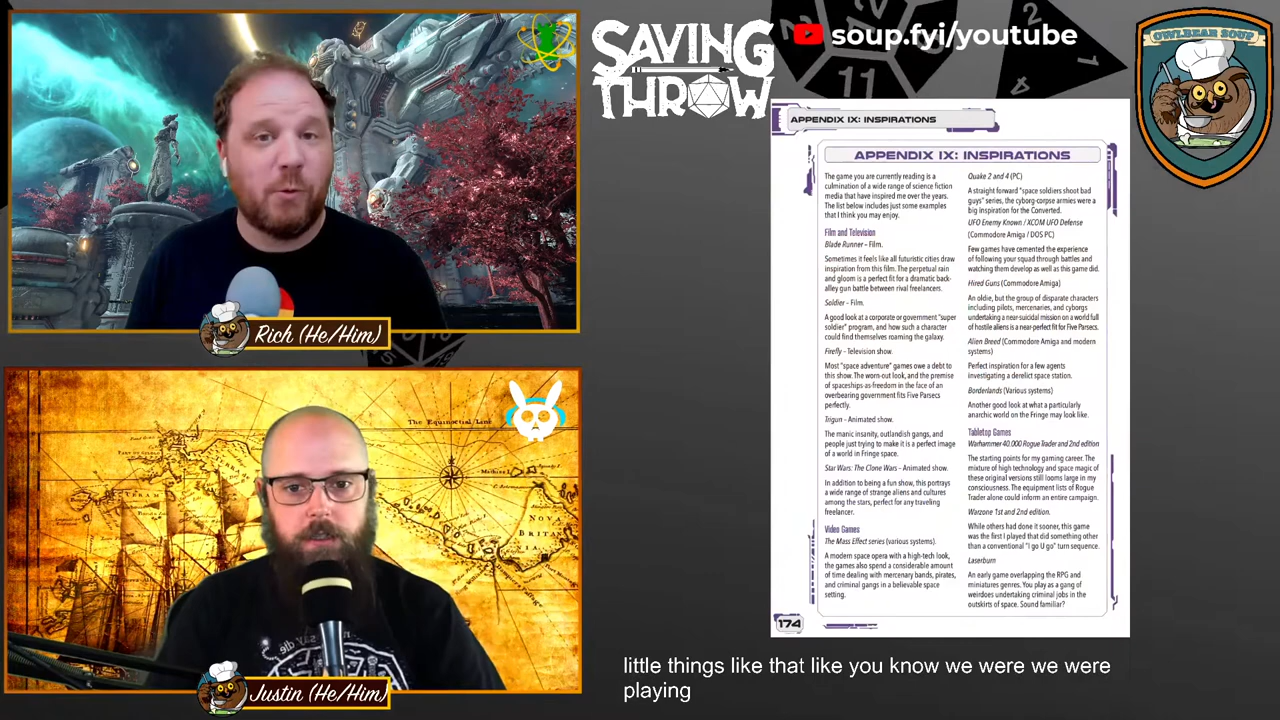 SAVING
THROW
soup.fyi/youtube
OWLBEAR SOUP
Rich (He/Him)
The Equinoctial Line
Justin (He/Him)
APPENDIX IX: INSPIRATIONS
APPENDIX IX: INSPIRATIONS
The game you are currently reading is a
culmination of a wide range of science fiction
media that have inspired me over the years.
The list below includes just some examples
that I think you may enjoy.
Film and Television
Blade Runner – Film.
Sometimes it feels like all futuristic cities draw
inspiration from this film. The perpetual rain
and gloom is a perfect fit for a dramatic back-
alley gun battle between rival freelancers.
Soldier – Film.
A good look at a corporate or government "super
soldier" program, and how such a character
could find themselves roaming the galaxy.
Firefly – Television show.
Most "space adventure" games owe a debt to
this show. The worn-out look, and the premise
of spaceships-as-freedom in the face of an
overbearing government fits Five Parsecs
perfectly.
Trigun – Animated show.
The manic insanity, outlandish gangs, and
people just trying to make it is a perfect image
of a world in Fringe space.
Star Wars: The Clone Wars – Animated show.
In addition to being a fun show, this portrays
a wide range of strange aliens and cultures
among the stars, perfect for any traveling
freelancer.
Video Games
The Mass Effect series (various systems).
A modern space opera with a high-tech look,
the games also spend a considerable amount
of time dealing with mercenary bands, pirates,
and criminal gangs in a believable space
setting.
Quake 2 and 4 (PC)
A straight forward "space soldiers shoot bad
guys" series, the cyborg-corpse armies were a
big inspiration for the Converted.
UFO Enemy Known / XCOM UFO Defense
(Commodore Amiga / DOS PC)
Few games have cemented the experience
of following your squad through battles and
watching them develop as well as this game did.
Hired Guns (Commodore Amiga)
An oldie, but the group of disparate characters
including pilots, mercenaries, and cyborgs
undertaking a near-suicidal mission on a world full
of hostile aliens is a near-perfect fit for Five Parsecs.
Alien Breed (Commodore Amiga and modern
systems)
Perfect inspiration for a few agents
investigating a derelict space station.
Borderlands (Various systems)
Another good look at what a particularly
anarchic world on the Fringe may look like.
Tabletop Games
Warhammer 40.000 Rogue Trader and 2nd edition
The starting points for my gaming career. The
mixture of high technology and space magic of
these original versions still looms large in my
consciousness. The equipment lists of Rogue
Trader alone could inform an entire campaign.
Warzone 1st and 2nd edition.
While others had done it sooner, this game
was the first I played that did something other
than a conventional "I go U go" turn sequence.
Laserburn
An early game overlapping the RPG and
miniatures genres. You play as a gang of
weirdoes undertaking criminal jobs in the
outskirts of space. Sound familiar?
174
little things like that like you know we were we were
playing